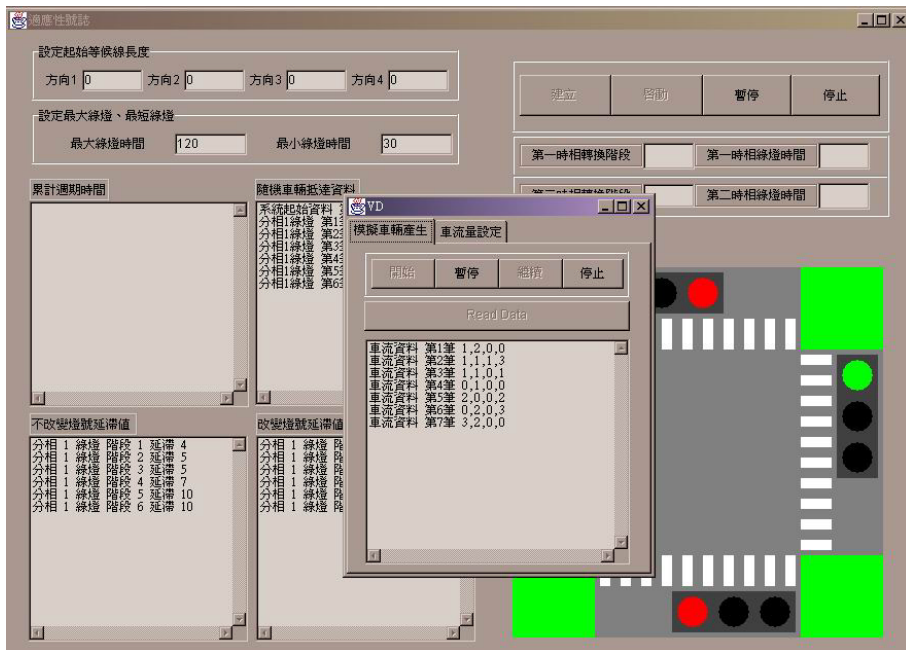 適應性號誌
設定起始等候線長度
方向1 0 方向2 0 方向3 0 方向4 0
設定最大綠燈、最短綠燈
最大綠燈時間 120 最小綠燈時間 30
建立 啓動 暫停 停止
第一時相轉換階段 第一時相綠燈時間
第二時相轉換階段 第二時相綠燈時間
累計週期時間
隨機車輛抵達資料
系統起始資料
分相1綠燈 第1
分相1綠燈 第2
分相1綠燈 第3
分相1綠燈 第4
分相1綠燈 第5
分相1綠燈 第6
VD
模擬車輛產生 車流量設定
開始 暫停 繼續 停止
Read Data
車流資料 第1筆 1,2,0,0
車流資料 第2筆 1,1,1,3
車流資料 第3筆 1,1,0,1
車流資料 第4筆 0,1,0,0
車流資料 第5筆 2,0,0,2
車流資料 第6筆 0,2,0,3
車流資料 第7筆 3,2,0,0
不改變燈號延滯值
分相 1 綠燈 階段 1 延滯 4
分相 1 綠燈 階段 2 延滯 5
分相 1 綠燈 階段 3 延滯 5
分相 1 綠燈 階段 4 延滯 7
分相 1 綠燈 階段 5 延滯 10
分相 1 綠燈 階段 6 延滯 10
改變燈號延滯值
分相 1 綠燈
分相 1 綠燈
分相 1 綠燈
分相 1 綠燈
分相 1 綠燈
分相 1 綠燈